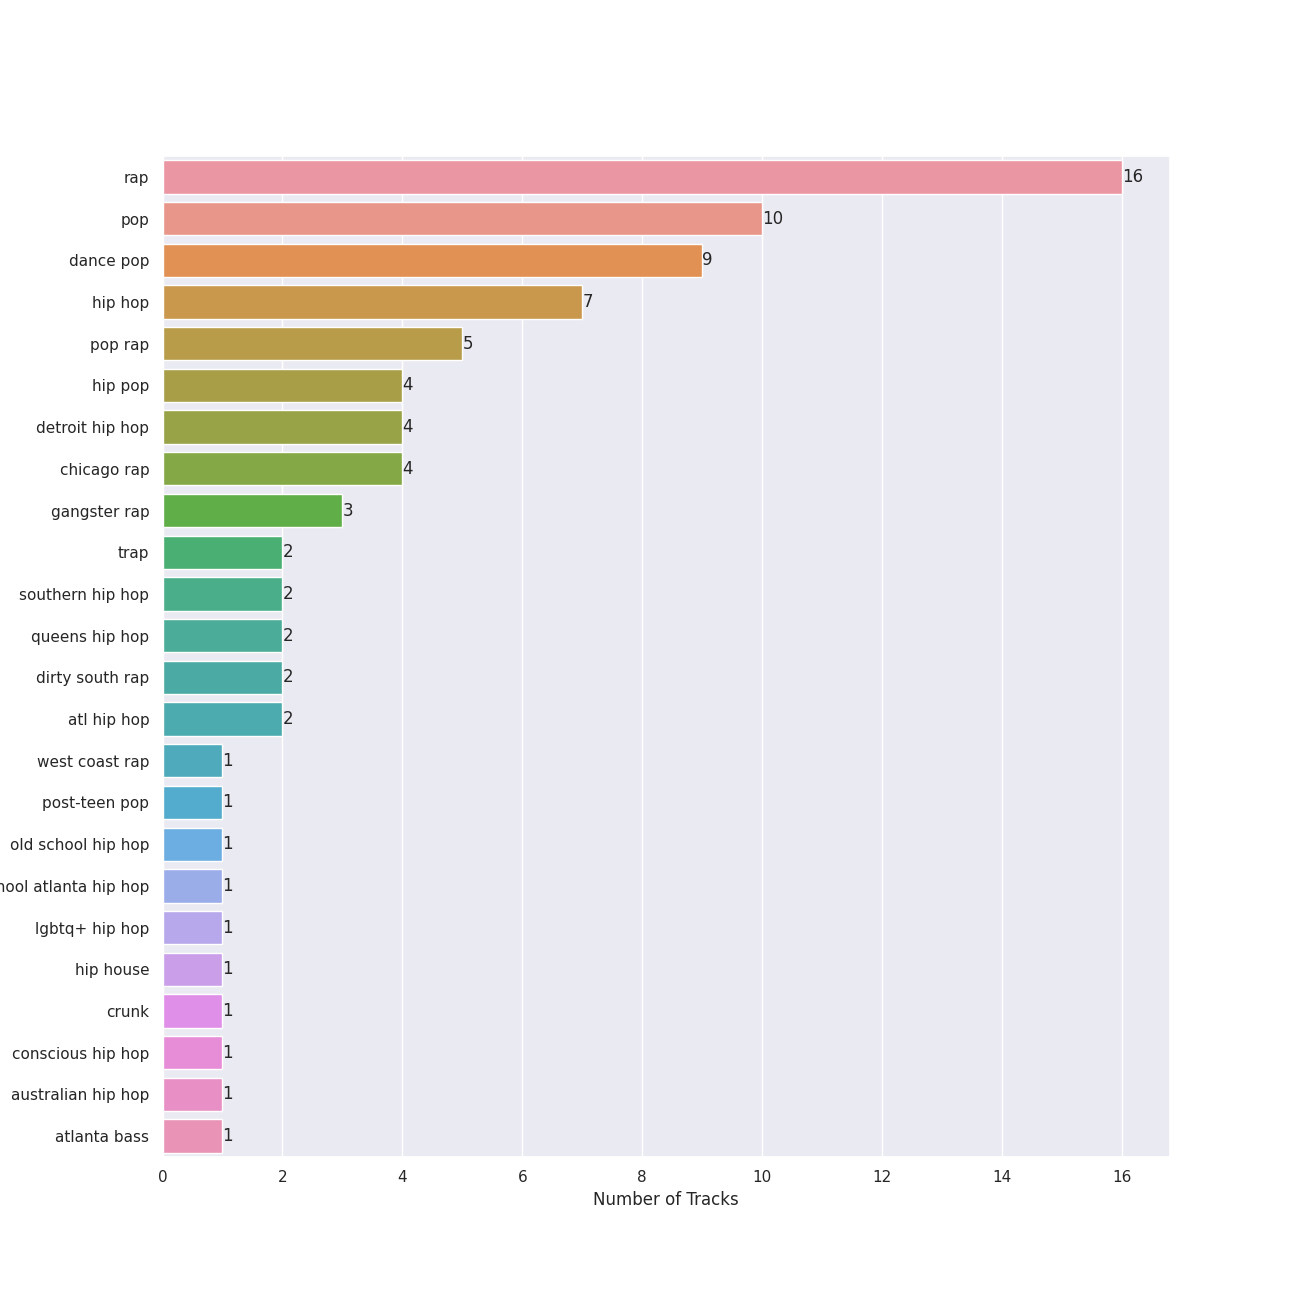 rap 16
pop 10
dance pop 9
hip hop 7
pop rap 5
hip pop 4
detroit hip hop 4
chicago rap 4
gangster rap 3
trap 2
southern hip hop 2
queens hip hop 2
dirty south rap 2
atl hip hop 2
west coast rap 1
post-teen pop 1
old school hip hop 1
hool atlanta hip hop 1
lgbtq+ hip hop 1
hip house 1
crunk 1
conscious hip hop 1
australian hip hop 1
atlanta bass 1
0 2 4 6 8 10 12 14 16
Number of Tracks